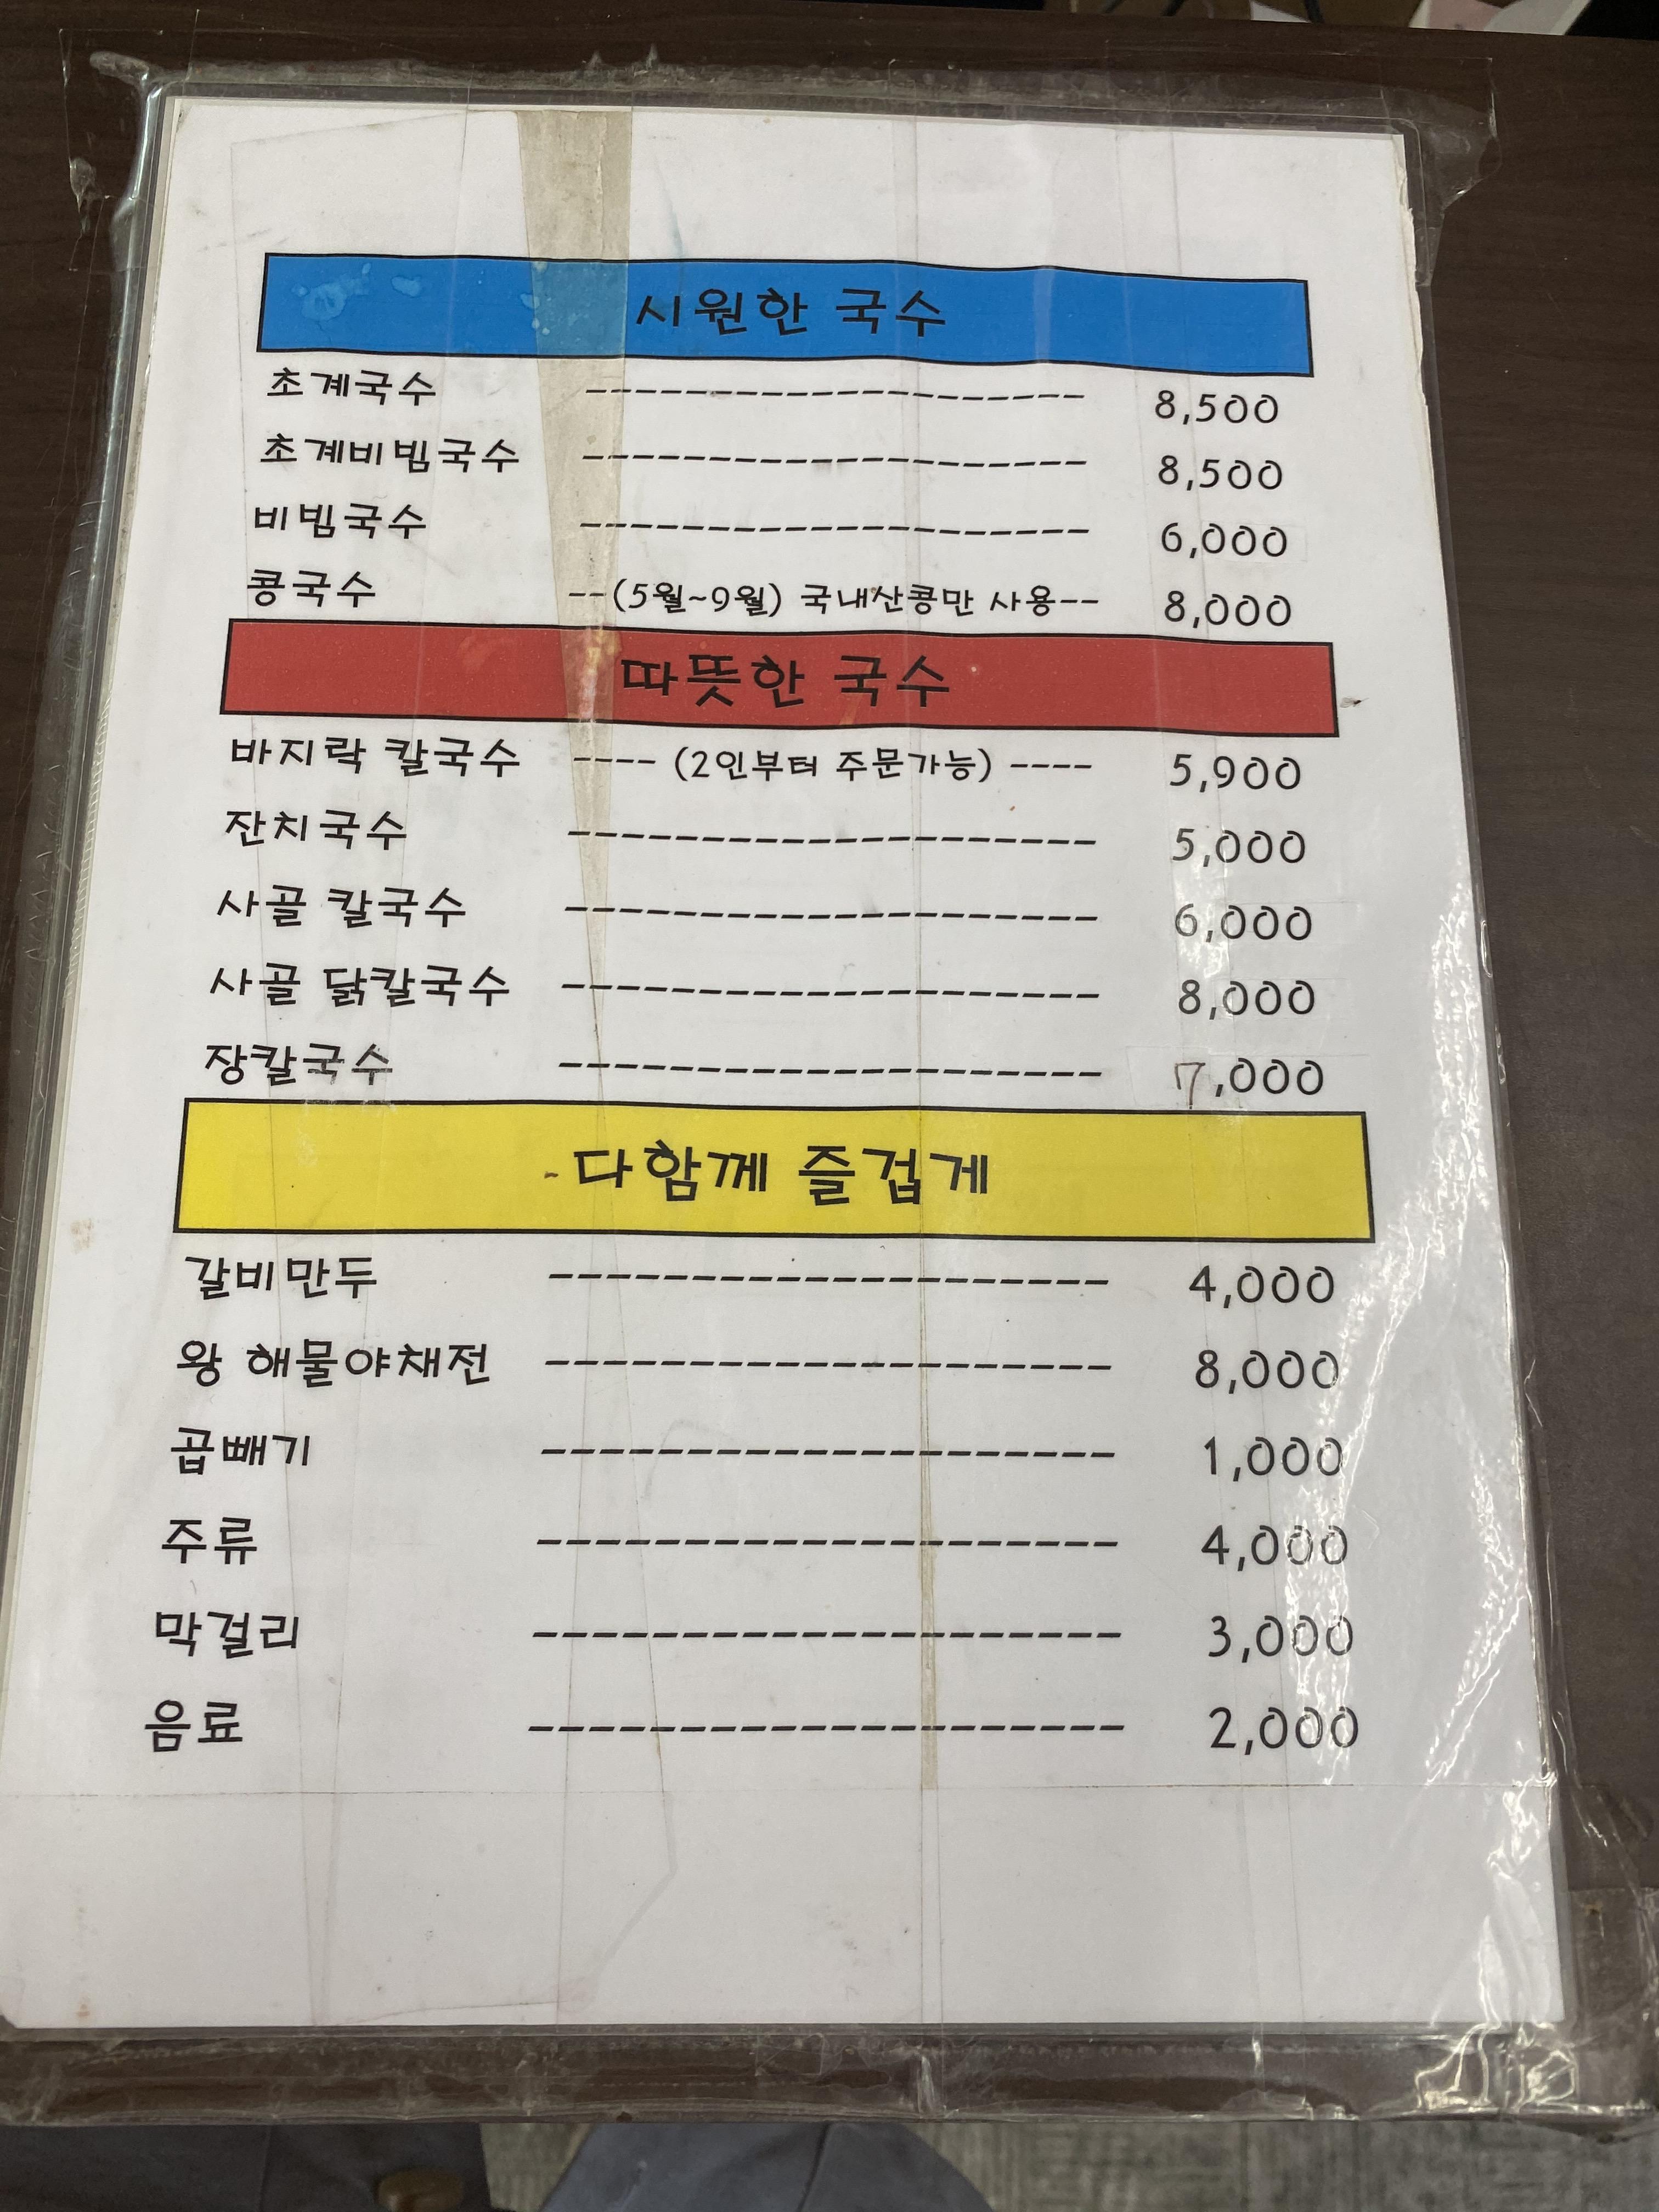 시원한 국수
초계국수 ------------------- 8,500
초계비빔국수 ------------------- 8,500
비빔국수 ------------------- 6,000
콩국수 --(5월~9월) 국내산콩만 사용-- 8,000
따뜻한 국수
바지락 칼국수 ---- (2인부터 주문가능) ---- 5,900
잔치국수 ------------------- 5,000
사골 칼국수 ------------------- 6,000
사골 닭칼국수 ------------------- 8,000
장칼국수 ------------------- 7,000
다함께 즐겁게
갈비만두 ------------------- 4,000
왕 해물야채전 ------------------- 8,000
곱빼기 ------------------- 1,000
주류 ------------------- 4,000
막걸리 ------------------- 3,000
음료 ------------------- 2,000